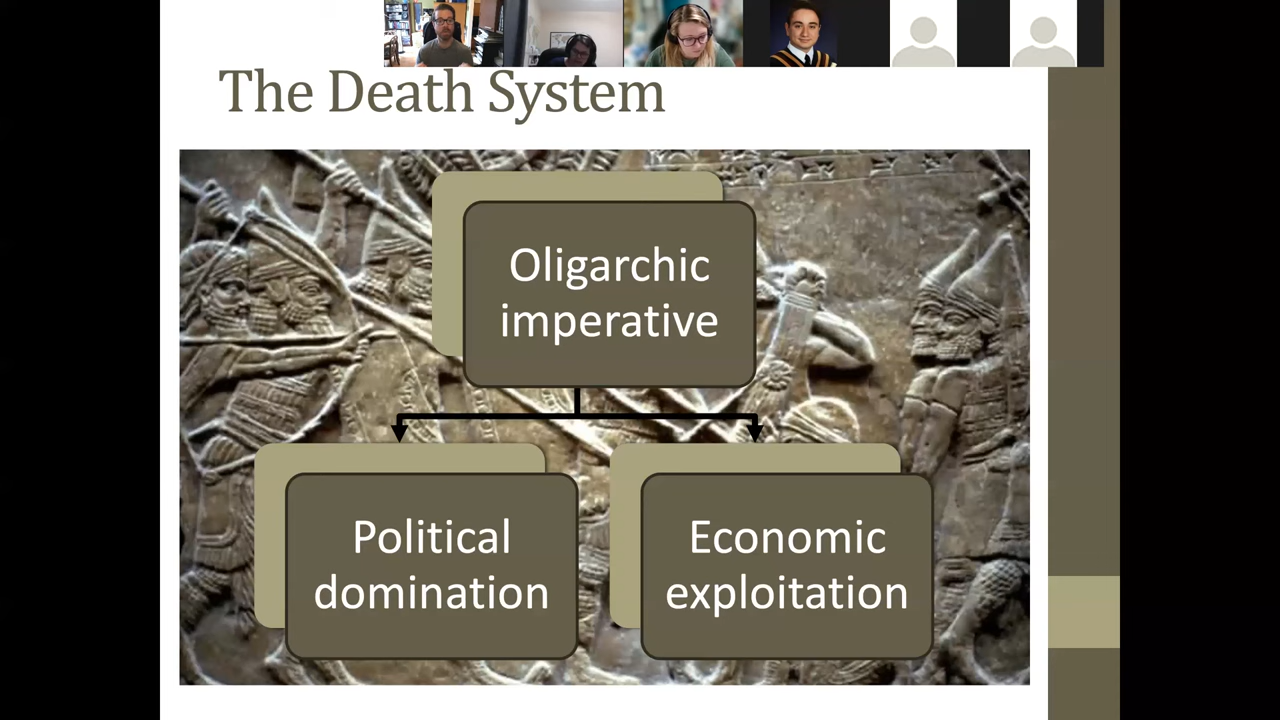 The Death System
Oligarchic
imperative
Political
domination
Economic
exploitation